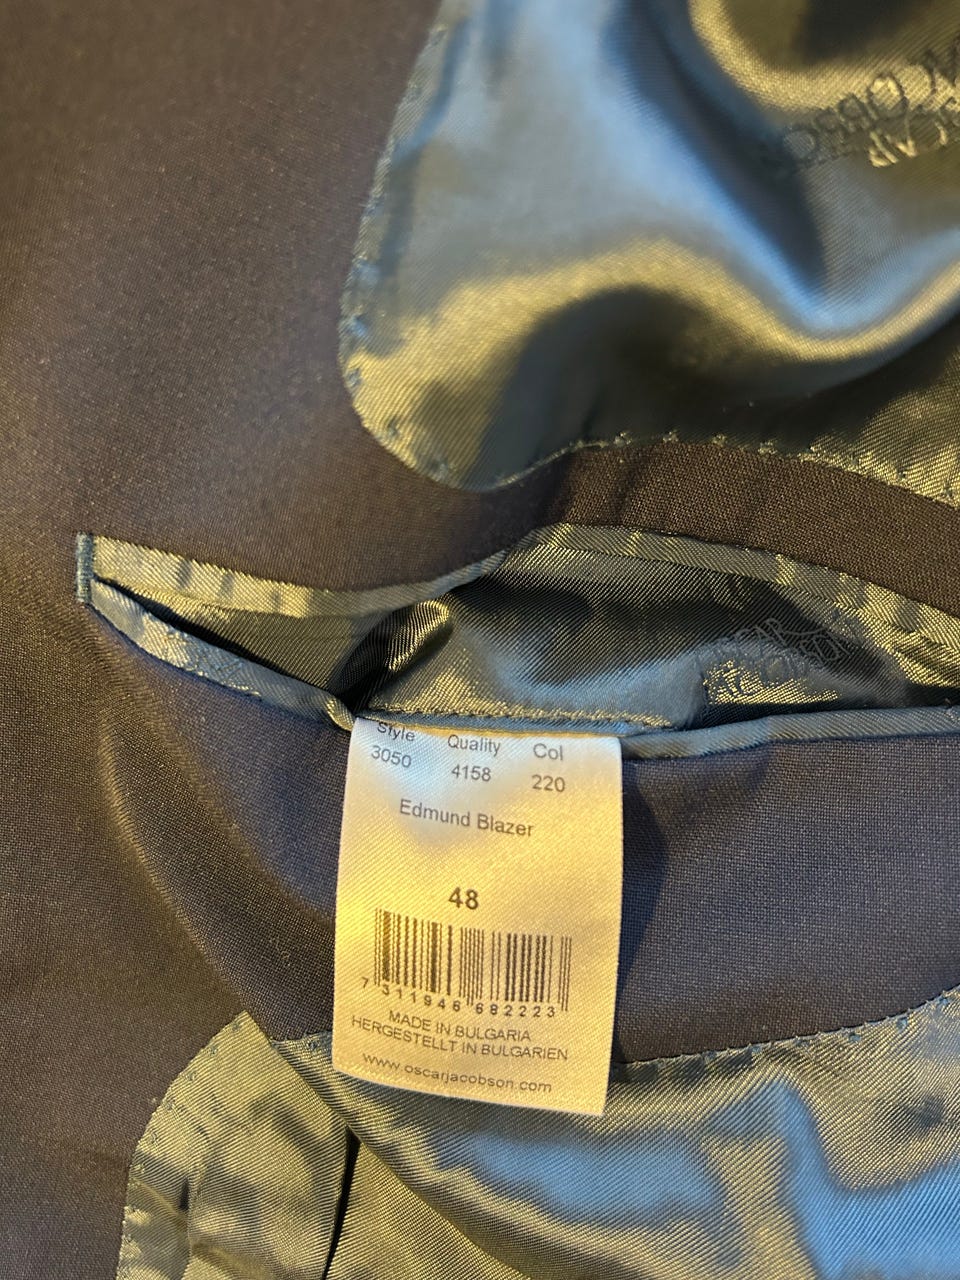 Style Quality Col
3050 4158 220
Edmund Blazer
48
7 311946 682223
MADE IN BULGARIA
HERGESTELLT IN BULGARIEN
www.oscarjacobson.com